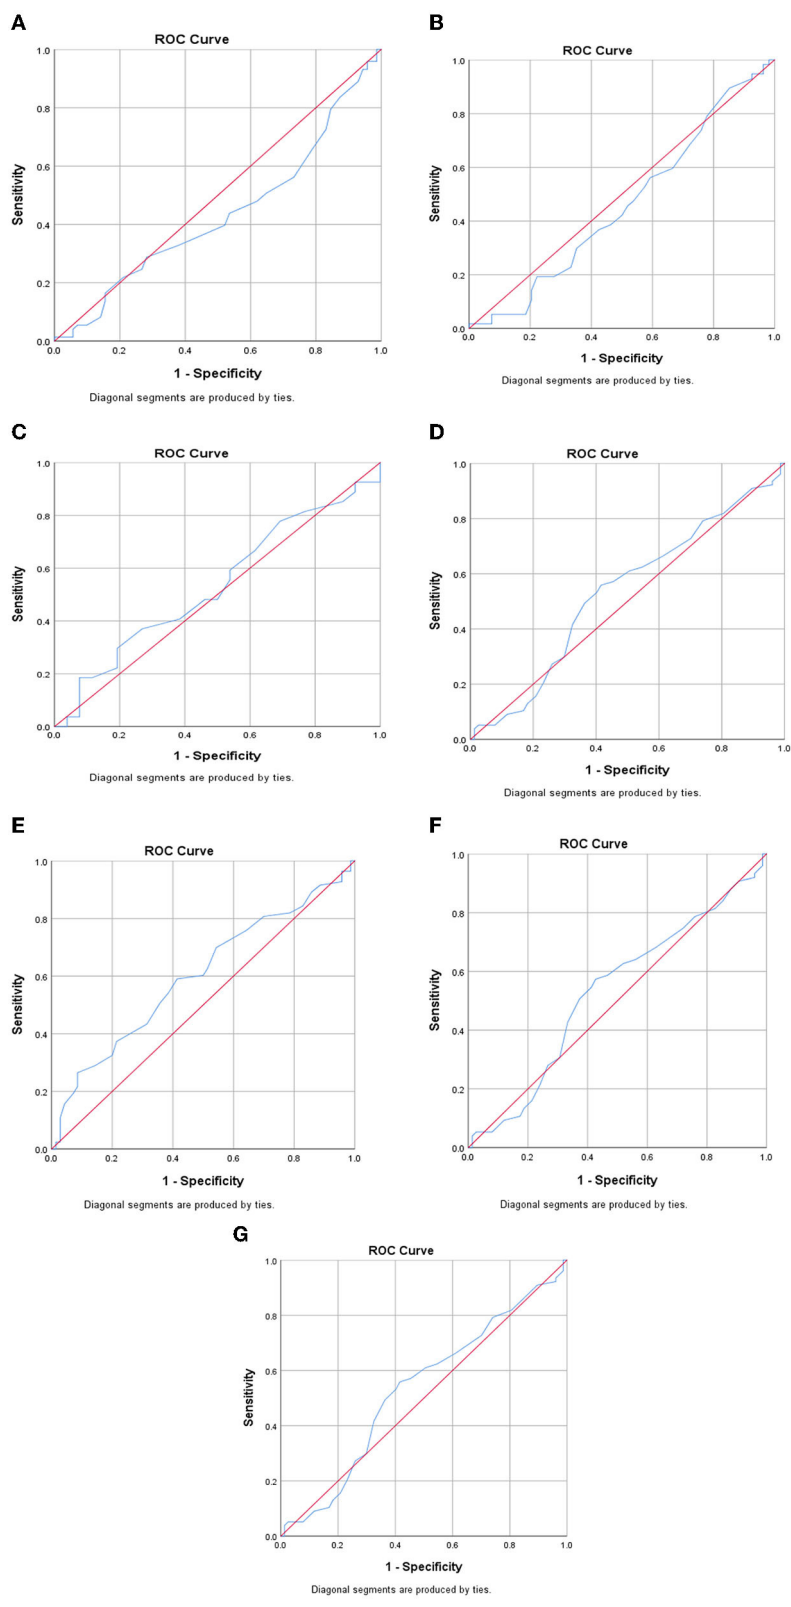 A
ROC Curve
1.0
0.8
0.6
0.4
0.2
0.0
0.0 0.2 0.4 0.6 0.8 1.0
Sensitivity
1 - Specificity
Diagonal segments are produced by ties.
B
ROC Curve
1.0
0.8
0.6
0.4
0.2
0.0
0.0 0.2 0.4 0.6 0.8 1.0
Sensitivity
1 - Specificity
Diagonal segments are produced by ties.
C
ROC Curve
1.0
0.8
0.6
0.4
0.2
0.0
0.0 0.2 0.4 0.6 0.8 1.0
Sensitivity
1 - Specificity
Diagonal segments are produced by ties.
D
ROC Curve
1.0
0.8
0.6
0.4
0.2
0.0
0.0 0.2 0.4 0.6 0.8 1.0
Sensitivity
1 - Specificity
Diagonal segments are produced by ties.
E
ROC Curve
1.0
0.8
0.6
0.4
0.2
0.0
0.0 0.2 0.4 0.6 0.8 1.0
Sensitivity
1 - Specificity
Diagonal segments are produced by ties.
F
ROC Curve
1.0
0.8
0.6
0.4
0.2
0.0
0.0 0.2 0.4 0.6 0.8 1.0
Sensitivity
1 - Specificity
Diagonal segments are produced by ties.
G
ROC Curve
1.0
0.8
0.6
0.4
0.2
0.0
0.0 0.2 0.4 0.6 0.8 1.0
Sensitivity
1 - Specificity
Diagonal segments are produced by ties.